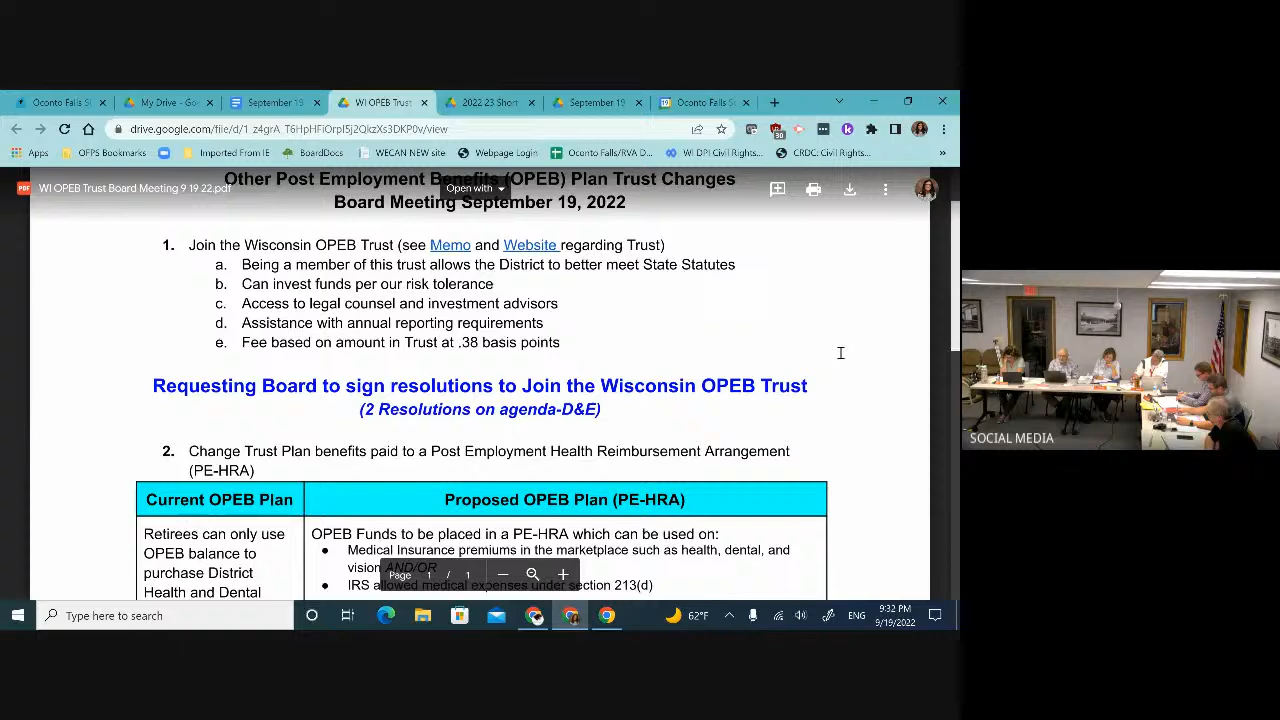 Oconto Falls S
My Drive - Go
September 19
WI OPEB Trust
2022 23 Short
September 19
Oconto Falls S
drive.google.com/file/d/1_z4grA_T6HpHFiOrpI5j2QkzXs3DKP0v/view
30
Apps
OFPS Bookmarks
Imported From IE
BoardDocs
WECAN NEW site
Webpage Login
Oconto Falls/RVA D...
WI DPI Civil Rights...
CRDC: Civil Rights...
»
Other Post Employment Benefits (OPEB) Plan Trust Changes
PDF WI OPEB Trust Board Meeting 9 19 22.pdf
Open with
Board Meeting September 19, 2022
1. Join the Wisconsin OPEB Trust (see Memo and Website regarding Trust)
a. Being a member of this trust allows the District to better meet State Statutes
b. Can invest funds per our risk tolerance
c. Access to legal counsel and investment advisors
d. Assistance with annual reporting requirements
e. Fee based on amount in Trust at .38 basis points
Requesting Board to sign resolutions to Join the Wisconsin OPEB Trust
(2 Resolutions on agenda-D&E)
2. Change Trust Plan benefits paid to a Post Employment Health Reimbursement Arrangement
(PE-HRA)
Current OPEB Plan
Proposed OPEB Plan (PE-HRA)
Retirees can only use
OPEB balance to
purchase District
Health and Dental
OPEB Funds to be placed in a PE-HRA which can be used on:
• Medical Insurance premiums in the marketplace such as health, dental, and
vision AND/OR
• IRS allowed medical expenses under section 213(d)
Page 1 / 1
Type here to search
62°F
ENG
9:32 PM
9/19/2022
SOCIAL MEDIA